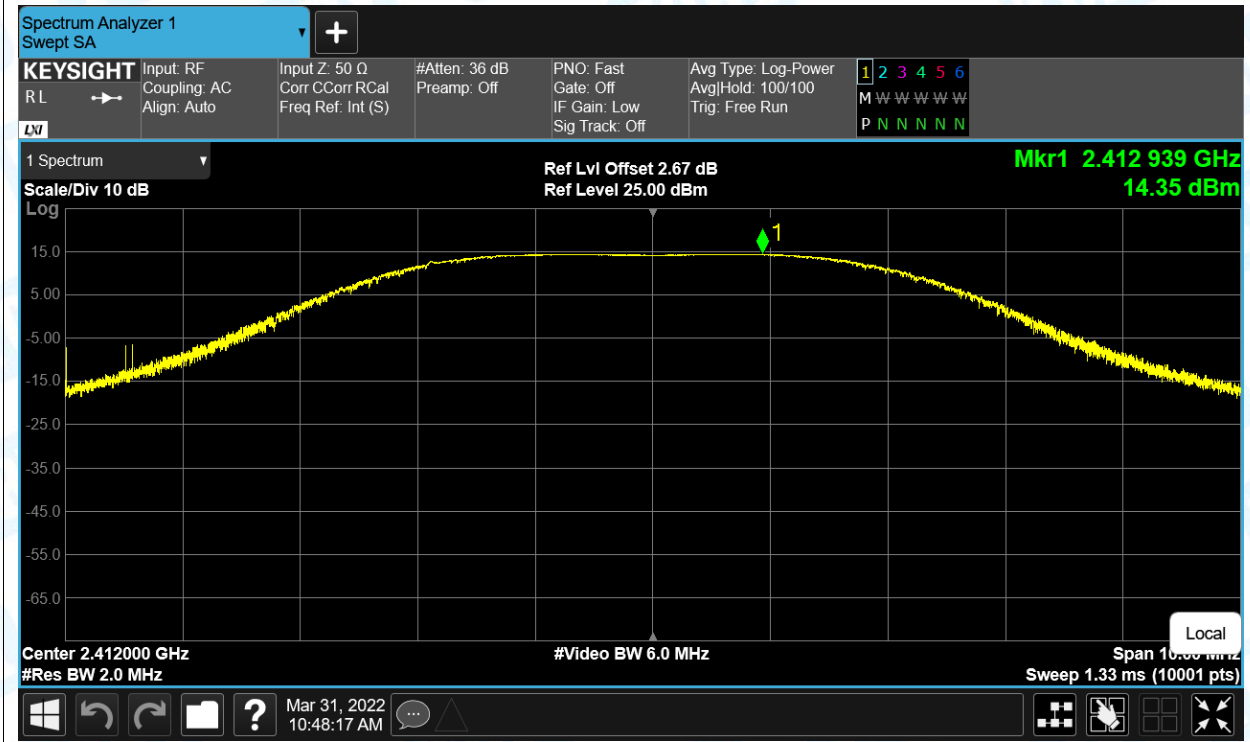 Spectrum Analyzer 1
Swept SA
KEYSIGHT
RL
LXI
Input: RF
Coupling: AC
Align: Auto
Input Z: 50 Ω
Corr CCorr RCal
Freq Ref: Int (S)
#Atten: 36 dB
Preamp: Off
PNO: Fast
Gate: Off
IF Gain: Low
Sig Track: Off
Avg Type: Log-Power
Avg|Hold: 100/100
Trig: Free Run
1 2 3 4 5 6
M W W W W W
P N N N N N
1 Spectrum
Scale/Div 10 dB
Log
Ref Lvl Offset 2.67 dB
Ref Level 25.00 dBm
Mkr1 2.412 939 GHz
14.35 dBm
1
15.0
5.00
-5.00
-15.0
-25.0
-35.0
-45.0
-55.0
-65.0
Local
Center 2.412000 GHz
#Video BW 6.0 MHz
Span 10.00 MHz
#Res BW 2.0 MHz
Sweep 1.33 ms (10001 pts)
?
Mar 31, 2022
10:48:17 AM